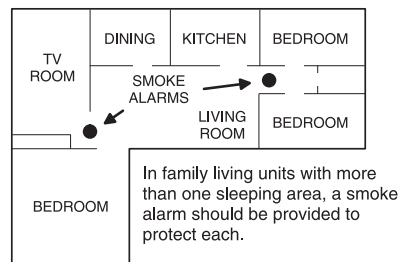 TV
ROOM
DINING
KITCHEN
BEDROOM
SMOKE
ALARMS
LIVING
ROOM
BEDROOM
BEDROOM
In family living units with more
than one sleeping area, a smoke
alarm should be provided to
protect each.